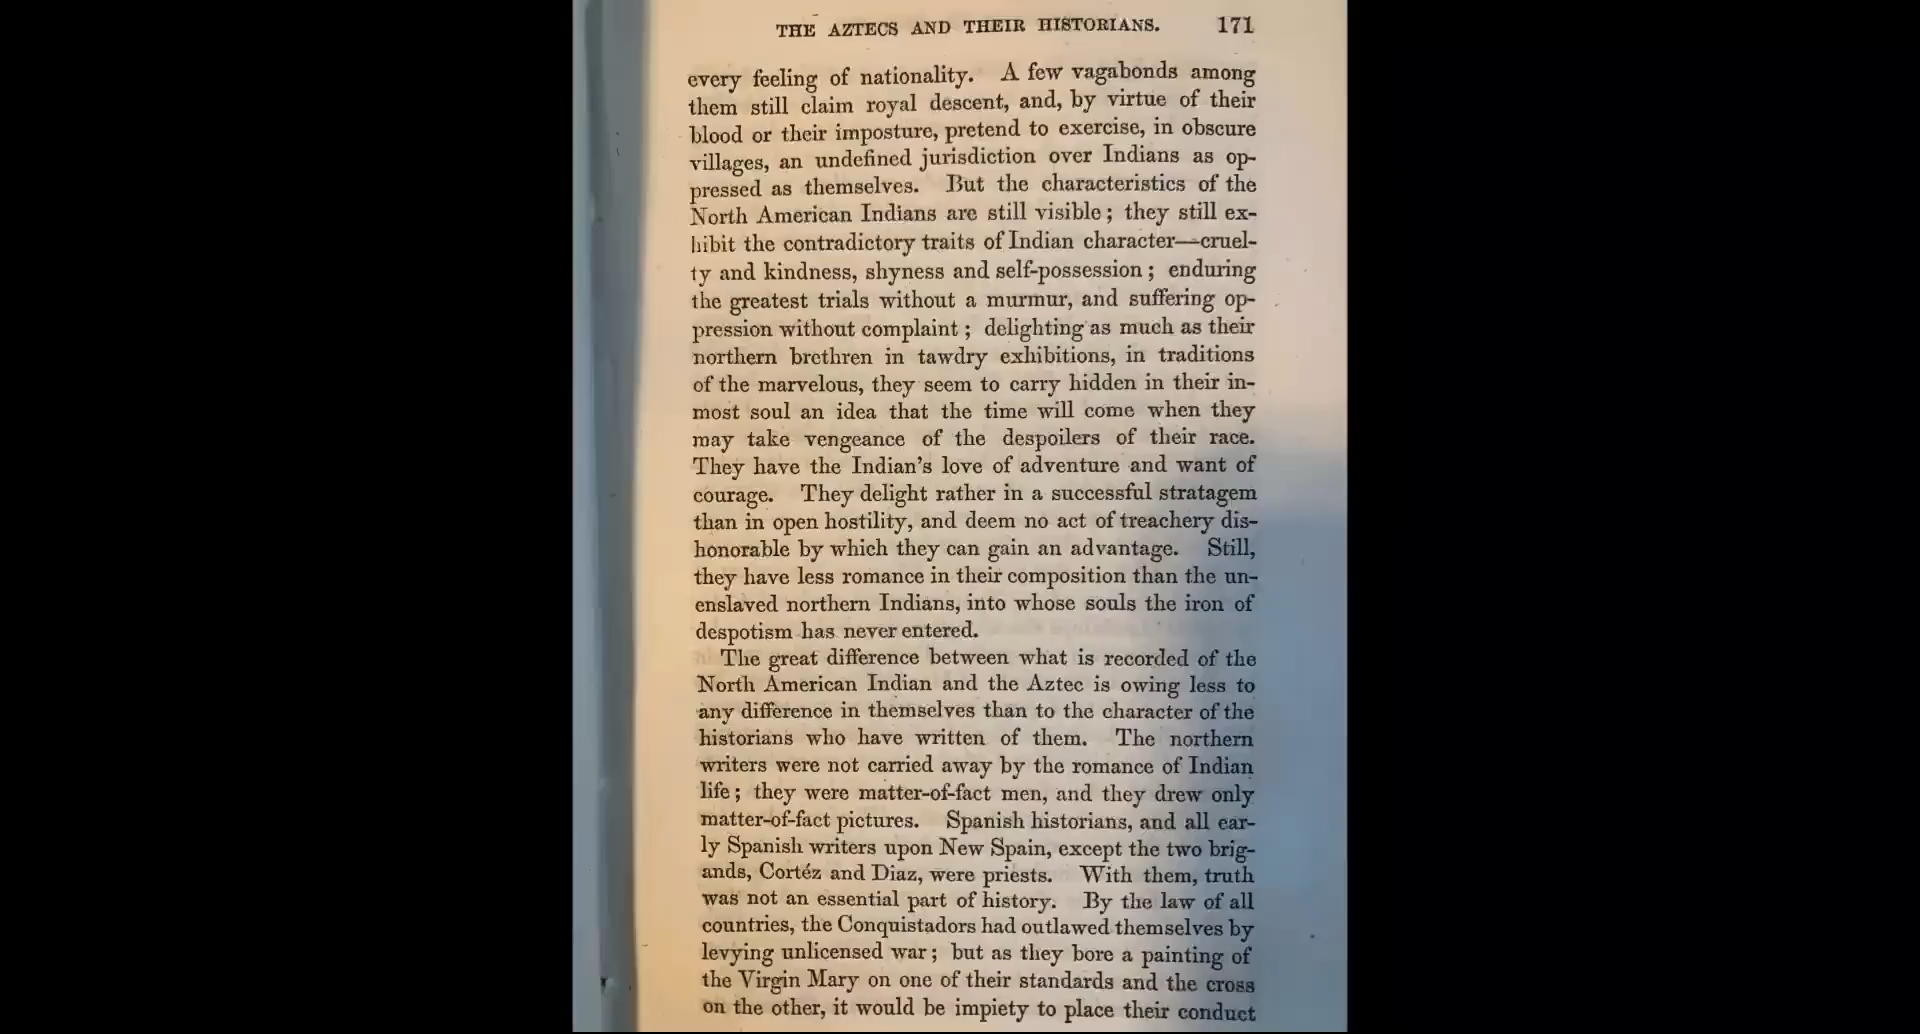 THE AZTECS AND THEIR HISTORIANS. 171
every feeling of nationality. A few vagabonds among
them still claim royal descent, and, by virtue of their
blood or their imposture, pretend to exercise, in obscure
villages, an undefined jurisdiction over Indians as op-
pressed as themselves. But the characteristics of the
North American Indians are still visible; they still ex-
hibit the contradictory traits of Indian character—cruel-
ty and kindness, shyness and self-possession; enduring
the greatest trials without a murmur, and suffering op-
pression without complaint; delighting as much as their
northern brethren in tawdry exhibitions, in traditions
of the marvelous, they seem to carry hidden in their in-
most soul an idea that the time will come when they
may take vengeance of the despoilers of their race.
They have the Indian's love of adventure and want of
courage. They delight rather in a successful stratagem
than in open hostility, and deem no act of treachery dis-
honorable by which they can gain an advantage. Still,
they have less romance in their composition than the un-
enslaved northern Indians, into whose souls the iron of
despotism has never entered.
The great difference between what is recorded of the
North American Indian and the Aztec is owing less to
any difference in themselves than to the character of the
historians who have written of them. The northern
writers were not carried away by the romance of Indian
life; they were matter-of-fact men, and they drew only
matter-of-fact pictures. Spanish historians, and all ear-
ly Spanish writers upon New Spain, except the two brig-
ands, Cortéz and Diaz, were priests. With them, truth
was not an essential part of history. By the law of all
countries, the Conquistadors had outlawed themselves by
levying unlicensed war; but as they bore a painting of
the Virgin Mary on one of their standards and the cross
on the other, it would be impiety to place their conduct